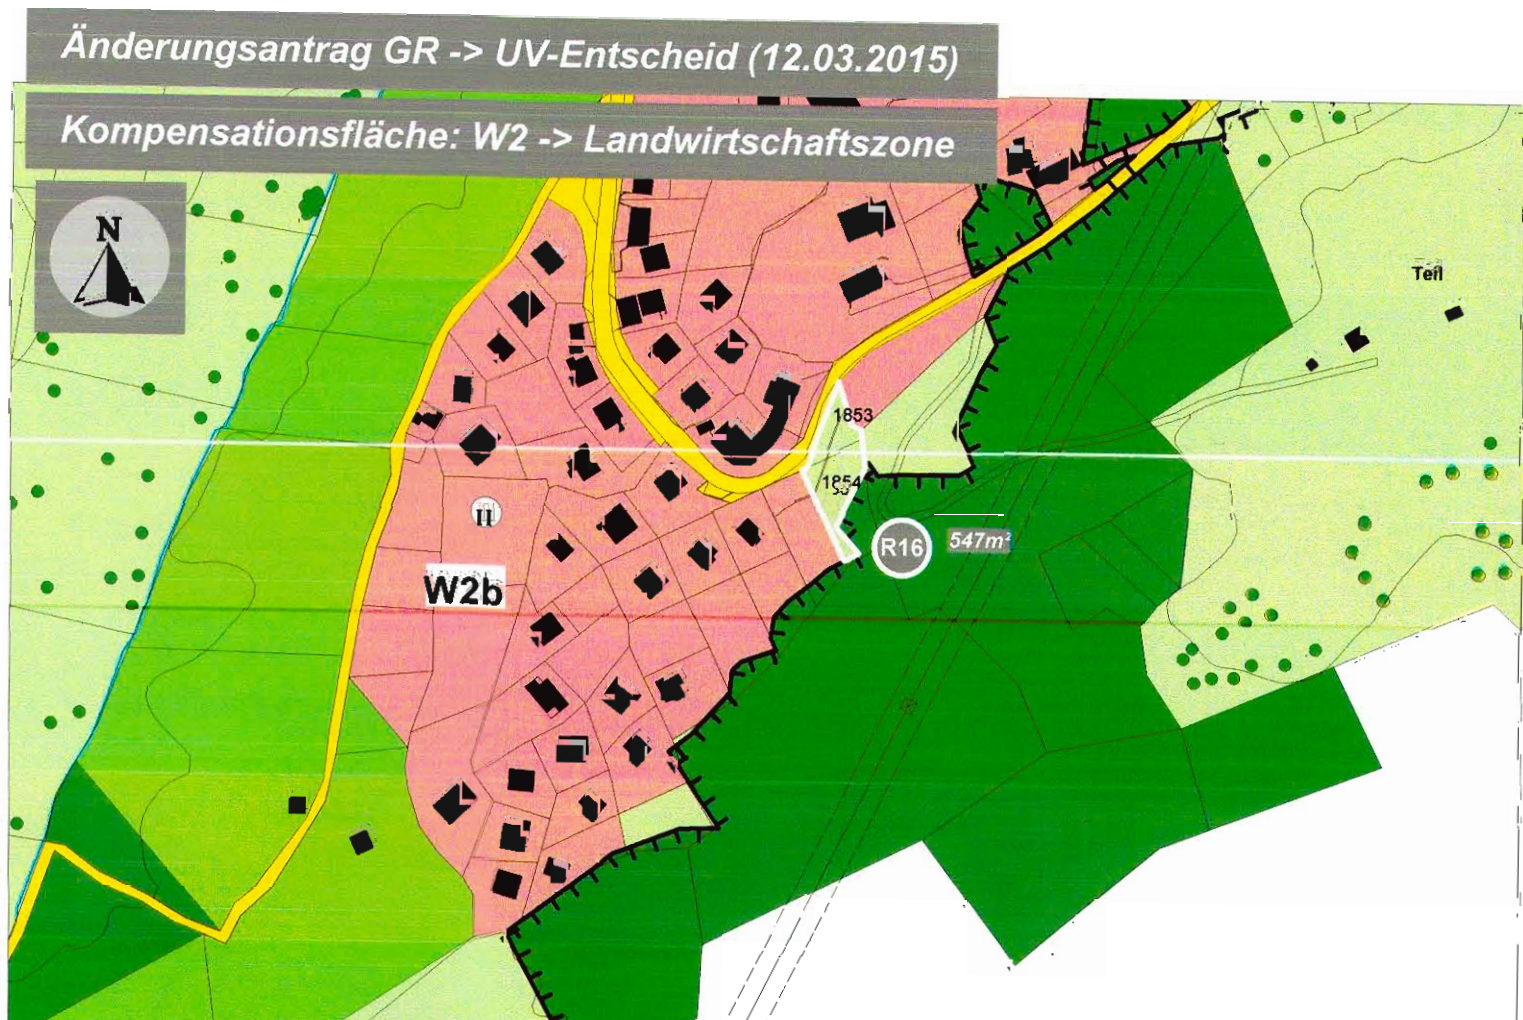 Änderungsantrag GR -> UV-Entscheid (12.03.2015)
Kompensationsfläche: W2 -> Landwirtschaftszone
N
Teil
1853
1854
II
R16
547m²
W2b